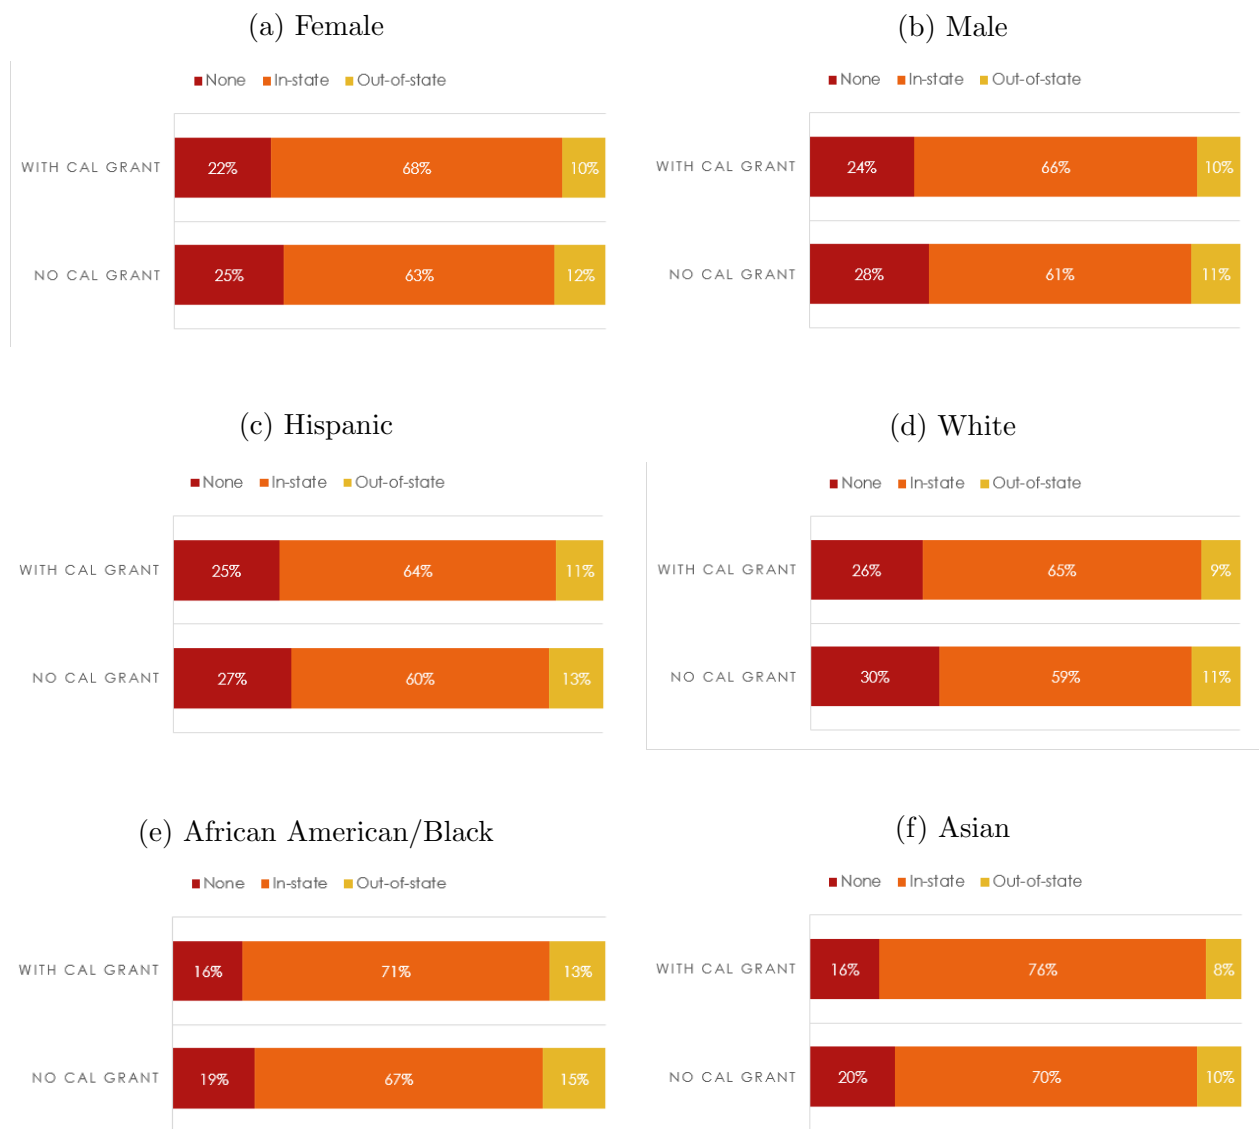 (a) Female
None In-state Out-of-state
WITH CAL GRANT 22% 68% 10%
NO CAL GRANT 25% 63% 12%
(b) Male
None In-state Out-of-state
WITH CAL GRANT 24% 66% 10%
NO CAL GRANT 28% 61% 11%
(c) Hispanic
None In-state Out-of-state
WITH CAL GRANT 25% 64% 11%
NO CAL GRANT 27% 60% 13%
(d) White
None In-state Out-of-state
WITH CAL GRANT 26% 65% 9%
NO CAL GRANT 30% 59% 11%
(e) African American/Black
None In-state Out-of-state
WITH CAL GRANT 16% 71% 13%
NO CAL GRANT 19% 67% 15%
(f) Asian
None In-state Out-of-state
WITH CAL GRANT 16% 76% 8%
NO CAL GRANT 20% 70% 10%